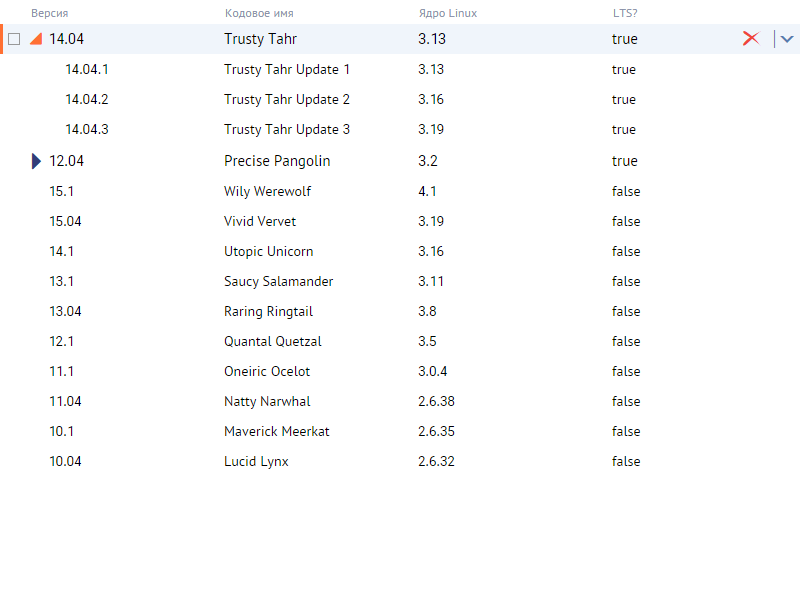 Версия Кодовое имя Ядро Linux LTS?
14.04 Trusty Tahr 3.13 true
14.04.1 Trusty Tahr Update 1 3.13 true
14.04.2 Trusty Tahr Update 2 3.16 true
14.04.3 Trusty Tahr Update 3 3.19 true
12.04 Precise Pangolin 3.2 true
15.1 Wily Werewolf 4.1 false
15.04 Vivid Vervet 3.19 false
14.1 Utopic Unicorn 3.16 false
13.1 Saucy Salamander 3.11 false
13.04 Raring Ringtail 3.8 false
12.1 Quantal Quetzal 3.5 false
11.1 Oneiric Ocelot 3.0.4 false
11.04 Natty Narwhal 2.6.38 false
10.1 Maverick Meerkat 2.6.35 false
10.04 Lucid Lynx 2.6.32 false